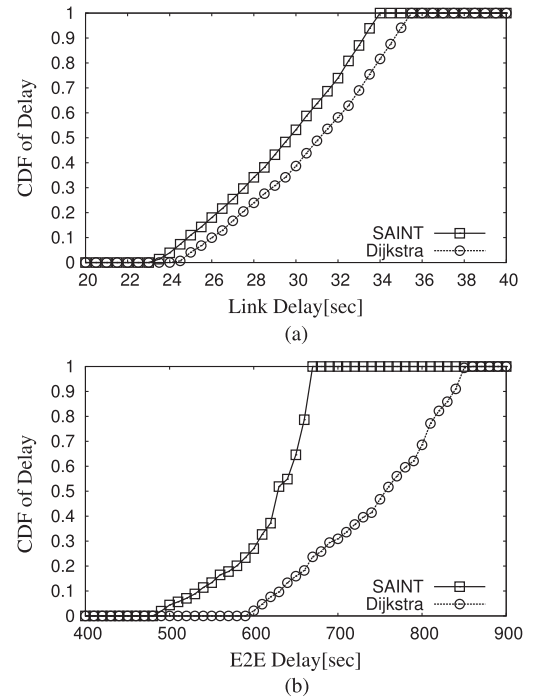 1
0.9
0.8
0.7
0.6
0.5
0.4
0.3
0.2
0.1
0
CDF of Delay
SAINT
Dijkstra
20 22 24 26 28 30 32 34 36 38 40
Link Delay[sec]
(a)
1
0.9
0.8
0.7
0.6
0.5
0.4
0.3
0.2
0.1
0
CDF of Delay
SAINT
Dijkstra
400 500 600 700 800 900
E2E Delay[sec]
(b)